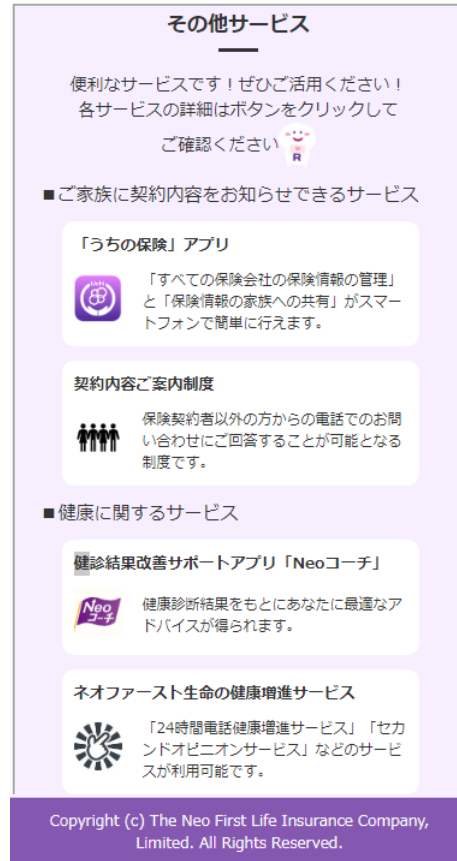 その他サービス
便利なサービスです！ぜひご活用ください！
各サービスの詳細はボタンをクリックして
ご確認ください
R
■ご家族に契約内容をお知らせできるサービス
「うちの保険」アプリ
「すべての保険会社の保険情報の管理」
と「保険情報の家族への共有」がスマー
トフォンで簡単に行えます。
契約内容ご案内制度
保険契約者以外の方からの電話でのお問
い合わせにご回答することが可能となる
制度です。
■健康に関するサービス
健診結果改善サポートアプリ「Neoコーチ」
Neo
コーチ
健康診断結果をもとにあなたに最適なア
ドバイスが得られます。
ネオファースト生命の健康増進サービス
「24時間電話健康増進サービス」「セカ
ンドオピニオンサービス」などのサービ
スが利用可能です。
Copyright (c) The Neo First Life Insurance Company,
Limited. All Rights Reserved.